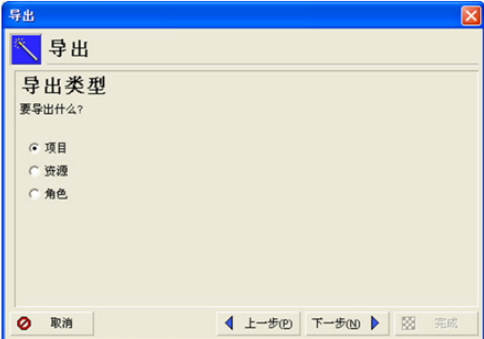 导出
导出
导出类型
要导出什么?
项目
资源
角色
取消 上一步(P) 下一步(N) 完成